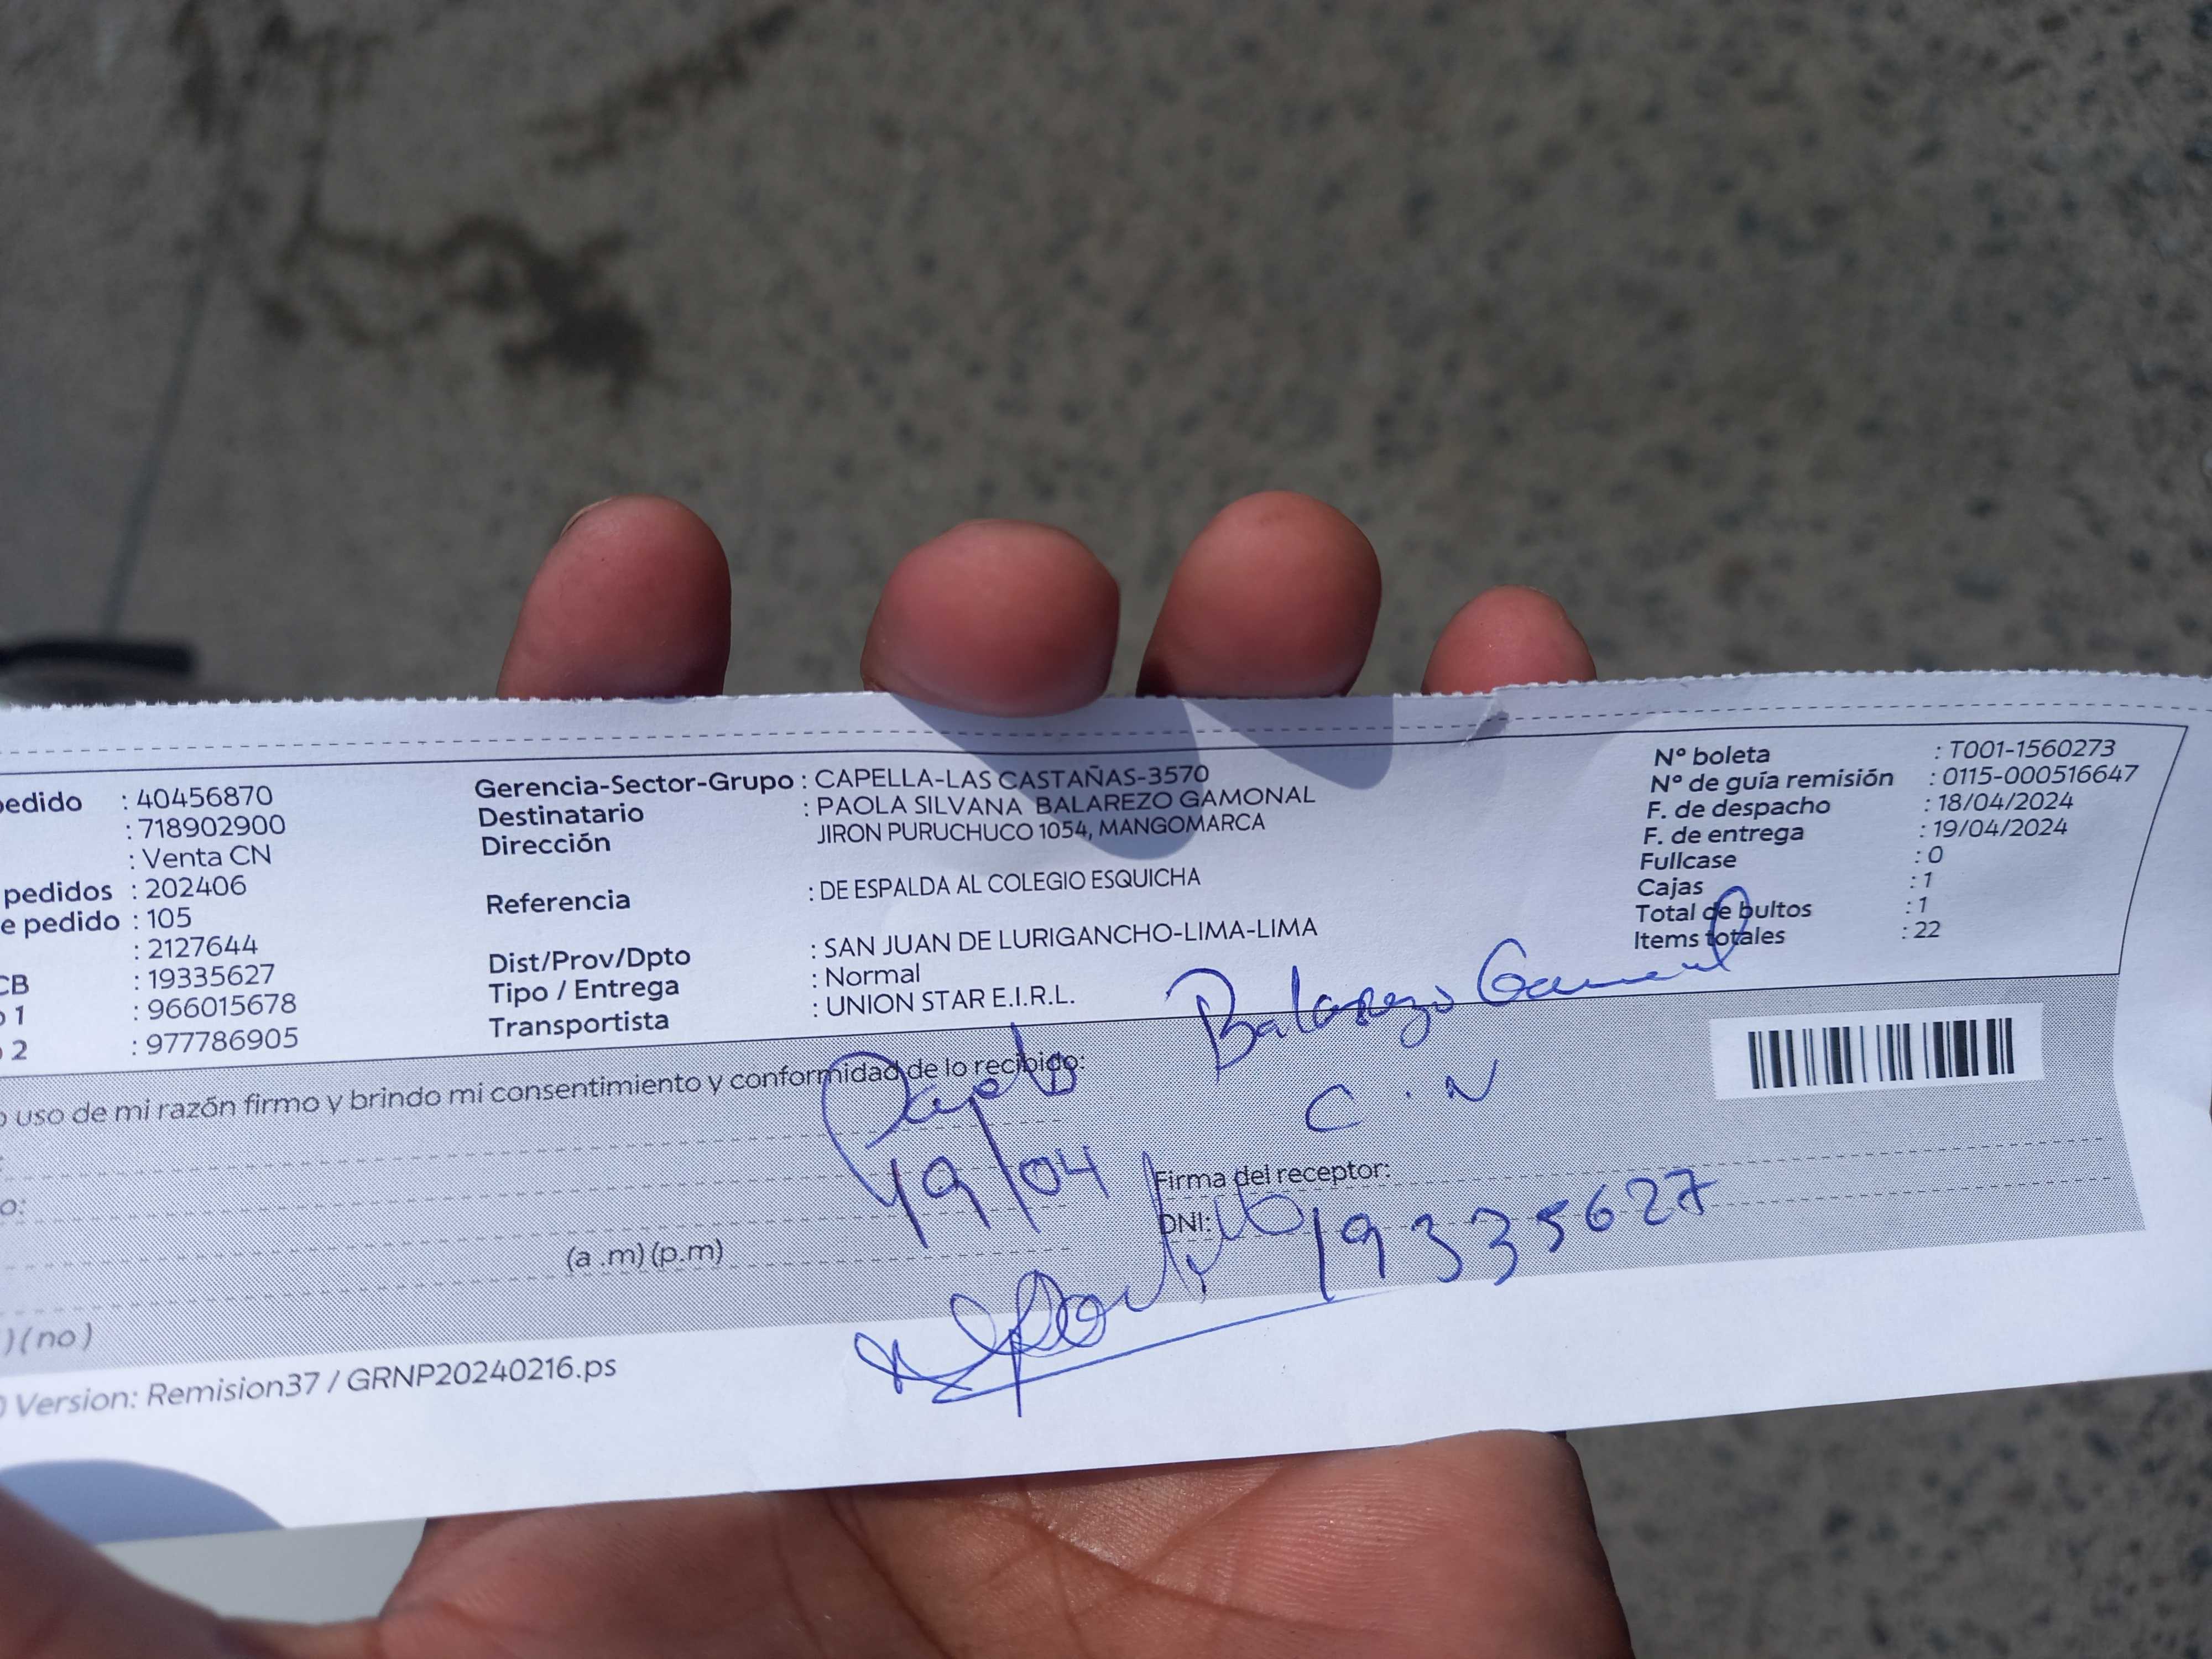 pedido : 40456870
: 718902900
: Venta CN
pedidos : 202406
e pedido : 105
: 2127644
CB : 19335627
o 1 : 966015678
o 2 : 977786905
Gerencia-Sector-Grupo : CAPELLA-LAS CASTAÑAS-3570
Destinatario : PAOLA SILVANA BALAREZO GAMONAL
Dirección JIRON PURUCHUCO 1054, MANGOMARCA
Referencia : DE ESPALDA AL COLEGIO ESQUICHA
Dist/Prov/Dpto : SAN JUAN DE LURIGANCHO-LIMA-LIMA
Tipo / Entrega : Normal
Transportista : UNION STAR E.I.R.L.
Nº boleta : T001-1560273
Nº de guía remisión : 0115-000516647
F. de despacho : 18/04/2024
F. de entrega : 19/04/2024
Fullcase : 0
Cajas : 1
Total de bultos : 1
Items totales : 22
o uso de mi razón firmo y brindo mi consentimiento y conformidad de lo recibido:
Paola Balarezo Gamonal
C.N
19/04
o:
Firma del receptor:
DNI: 19335627
(a .m) (p.m)
) (no)
) Version: Remision37 / GRNP20240216.ps